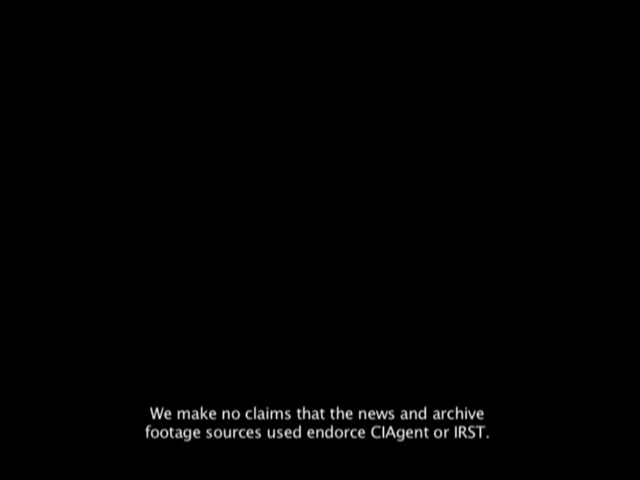 We make no claims that the news and archive
footage sources used endorce CIAgent or IRST.